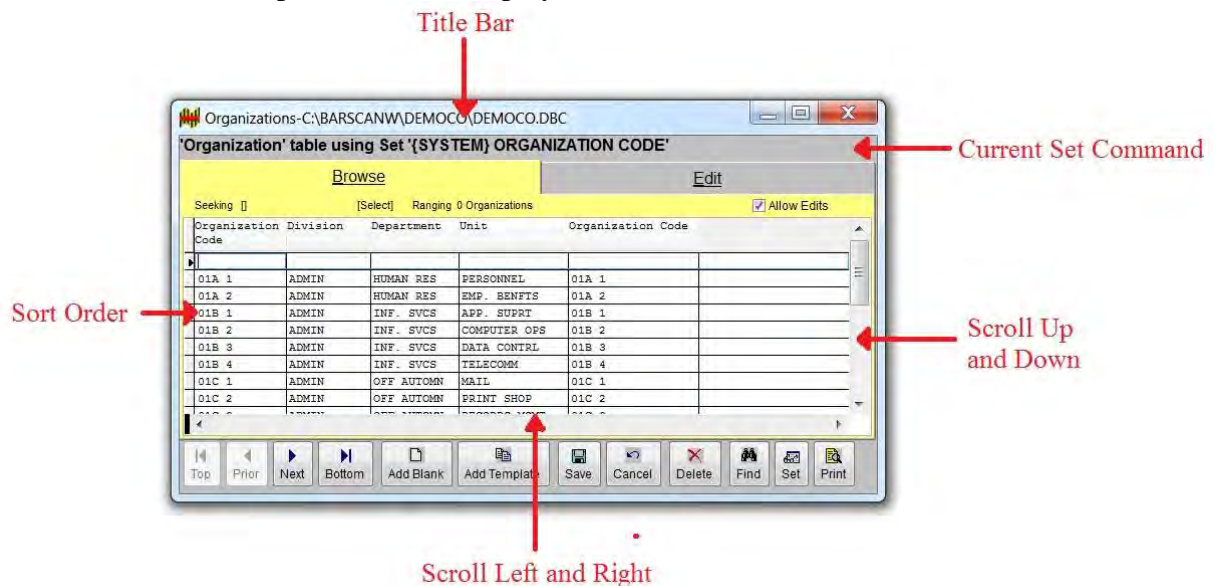 Title Bar
Organizations-C:\BARSCANW\DEMOCO\DEMOCO.DBC
'Organization' table using Set '{SYSTEM} ORGANIZATION CODE'
Current Set Command
Browse Edit
Seeking [] [Select] Ranging 0 Organizations Allow Edits
Organization Division Department Unit Organization Code
Code
01A 1 ADMIN HUMAN RES PERSONNEL 01A 1
01A 2 ADMIN HUMAN RES EMP. BENFTS 01A 2
Sort Order
01B 1 ADMIN INF. SVCS APP. SUPRT 01B 1
01B 2 ADMIN INF. SVCS COMPUTER OPS 01B 2
Scroll Up
and Down
01B 3 ADMIN INF. SVCS DATA CONTRL 01B 3
01B 4 ADMIN INF. SVCS TELECOMM 01B 4
01C 1 ADMIN OFF AUTOMN MAIL 01C 1
01C 2 ADMIN OFF AUTOMN PRINT SHOP 01C 2
Top Prior Next Bottom Add Blank Add Template Save Cancel Delete Find Set Print
Scroll Left and Right